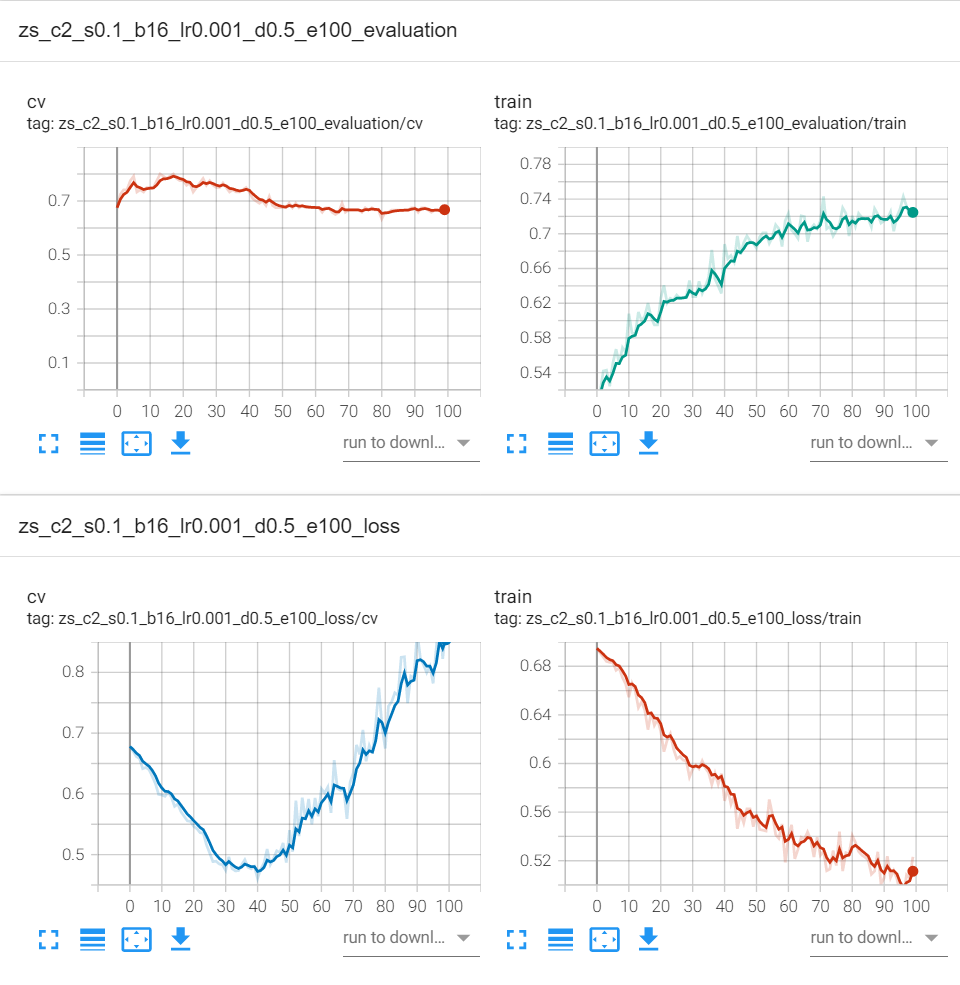 zs_c2_s0.1_b16_lr0.001_d0.5_e100_evaluation
cv
tag: zs_c2_s0.1_b16_lr0.001_d0.5_e100_evaluation/cv
0.7
0.5
0.3
0.1
0 10 20 30 40 50 60 70 80 90 100
run to downl...
train
tag: zs_c2_s0.1_b16_lr0.001_d0.5_e100_evaluation/train
0.78
0.74
0.7
0.66
0.62
0.58
0.54
0 10 20 30 40 50 60 70 80 90 100
run to downl...
zs_c2_s0.1_b16_lr0.001_d0.5_e100_loss
cv
tag: zs_c2_s0.1_b16_lr0.001_d0.5_e100_loss/cv
0.8
0.7
0.6
0.5
0 10 20 30 40 50 60 70 80 90 100
run to downl...
train
tag: zs_c2_s0.1_b16_lr0.001_d0.5_e100_loss/train
0.68
0.64
0.6
0.56
0.52
0 10 20 30 40 50 60 70 80 90 100
run to downl...